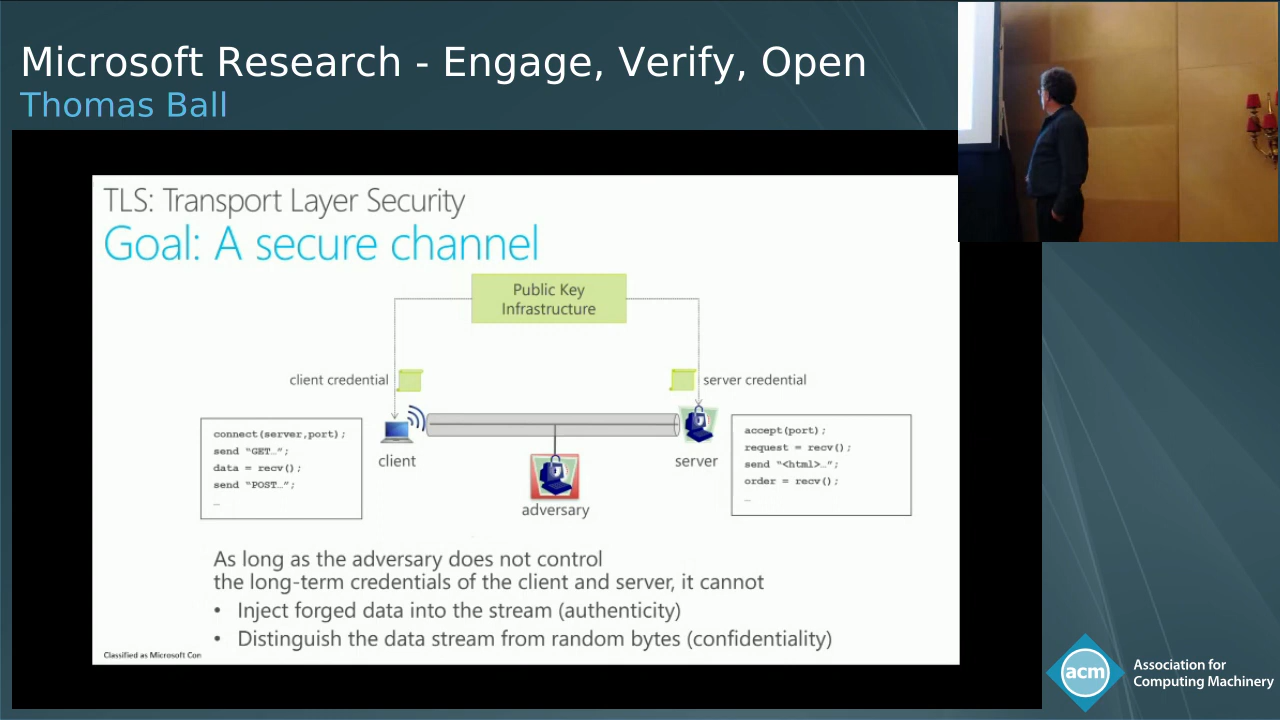 Microsoft Research - Engage, Verify, Open
Thomas Ball
TLS: Transport Layer Security
Goal: A secure channel
Public Key
Infrastructure
client credential
server credential
connect(server,port);
send “GET…”;
data = recv();
send “POST…”;
…
client
server
accept(port);
request = recv();
send “<html>…”;
order = recv();
…
adversary
As long as the adversary does not control
the long-term credentials of the client and server, it cannot
• Inject forged data into the stream (authenticity)
• Distinguish the data stream from random bytes (confidentiality)
Classified as Microsoft Con
acm
Association for
Computing Machinery